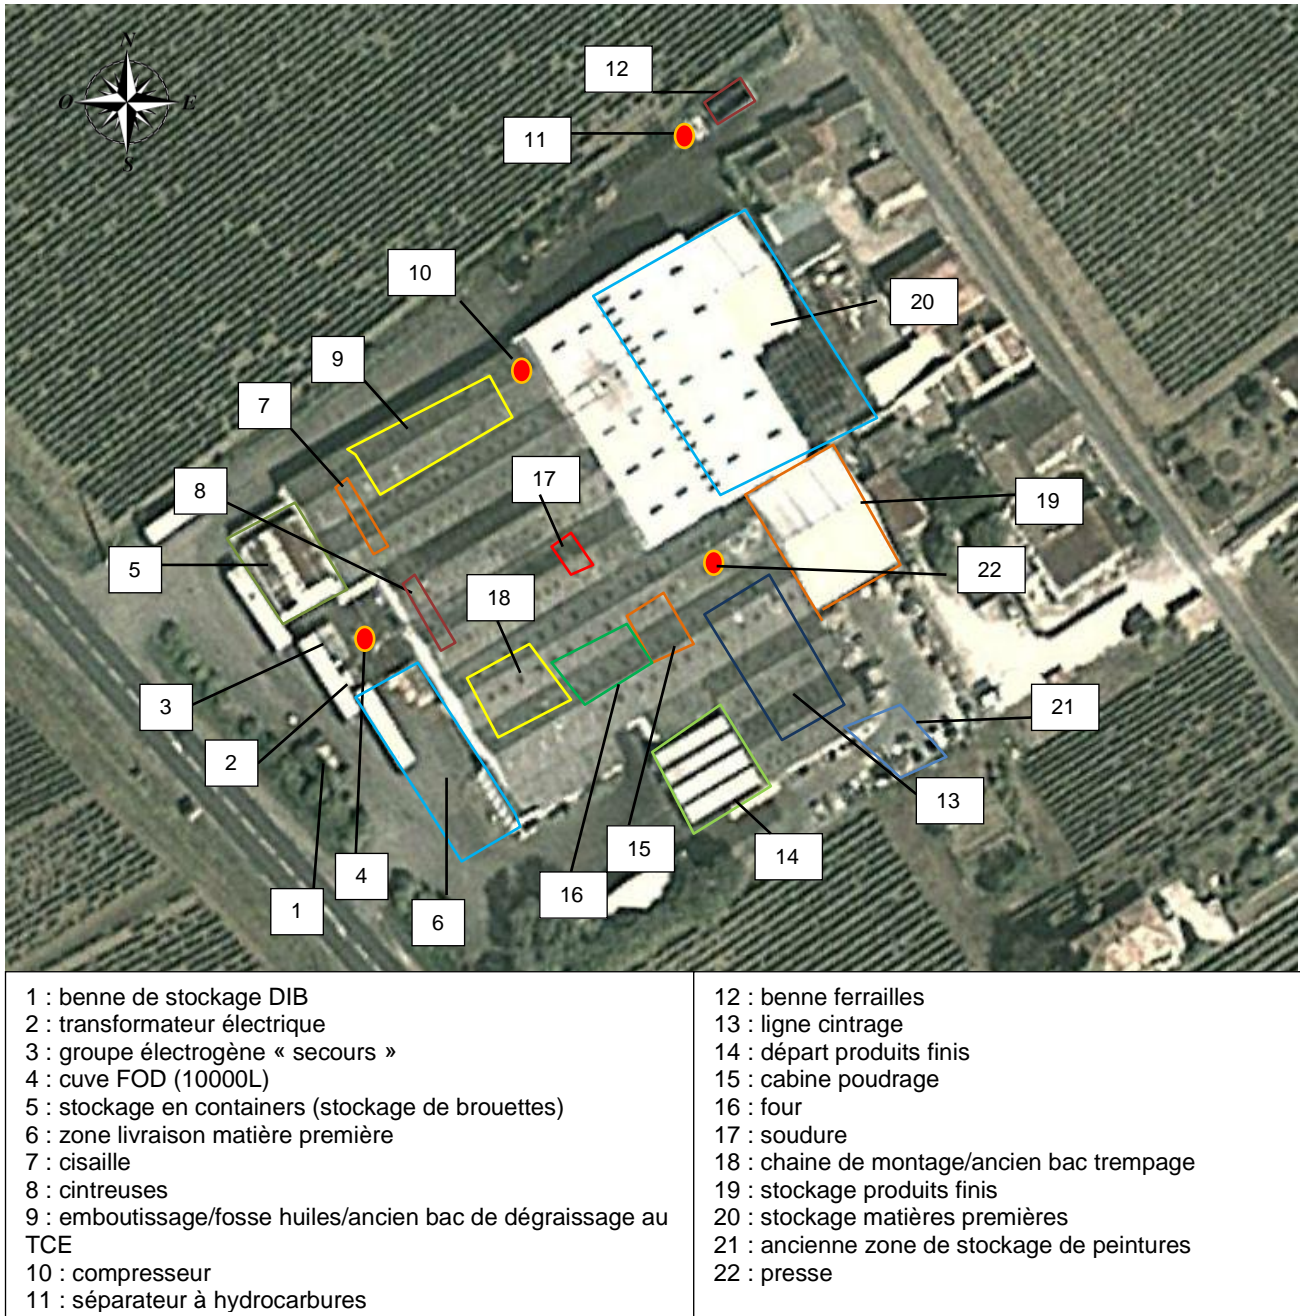 N
O
E
S
12
11
10
20
9
7
8
17
19
5
22
18
3
21
2
13
15
14
4
16
1
6
1 : benne de stockage DIB
2 : transformateur électrique
3 : groupe électrogène « secours »
4 : cuve FOD (10000L)
5 : stockage en containers (stockage de brouettes)
6 : zone livraison matière première
7 : cisaille
8 : cintreuses
9 : emboutissage/fosse huiles/ancien bac de dégraissage au
TCE
10 : compresseur
11 : séparateur à hydrocarbures
12 : benne ferrailles
13 : ligne cintrage
14 : départ produits finis
15 : cabine poudrage
16 : four
17 : soudure
18 : chaine de montage/ancien bac trempage
19 : stockage produits finis
20 : stockage matières premières
21 : ancienne zone de stockage de peintures
22 : presse